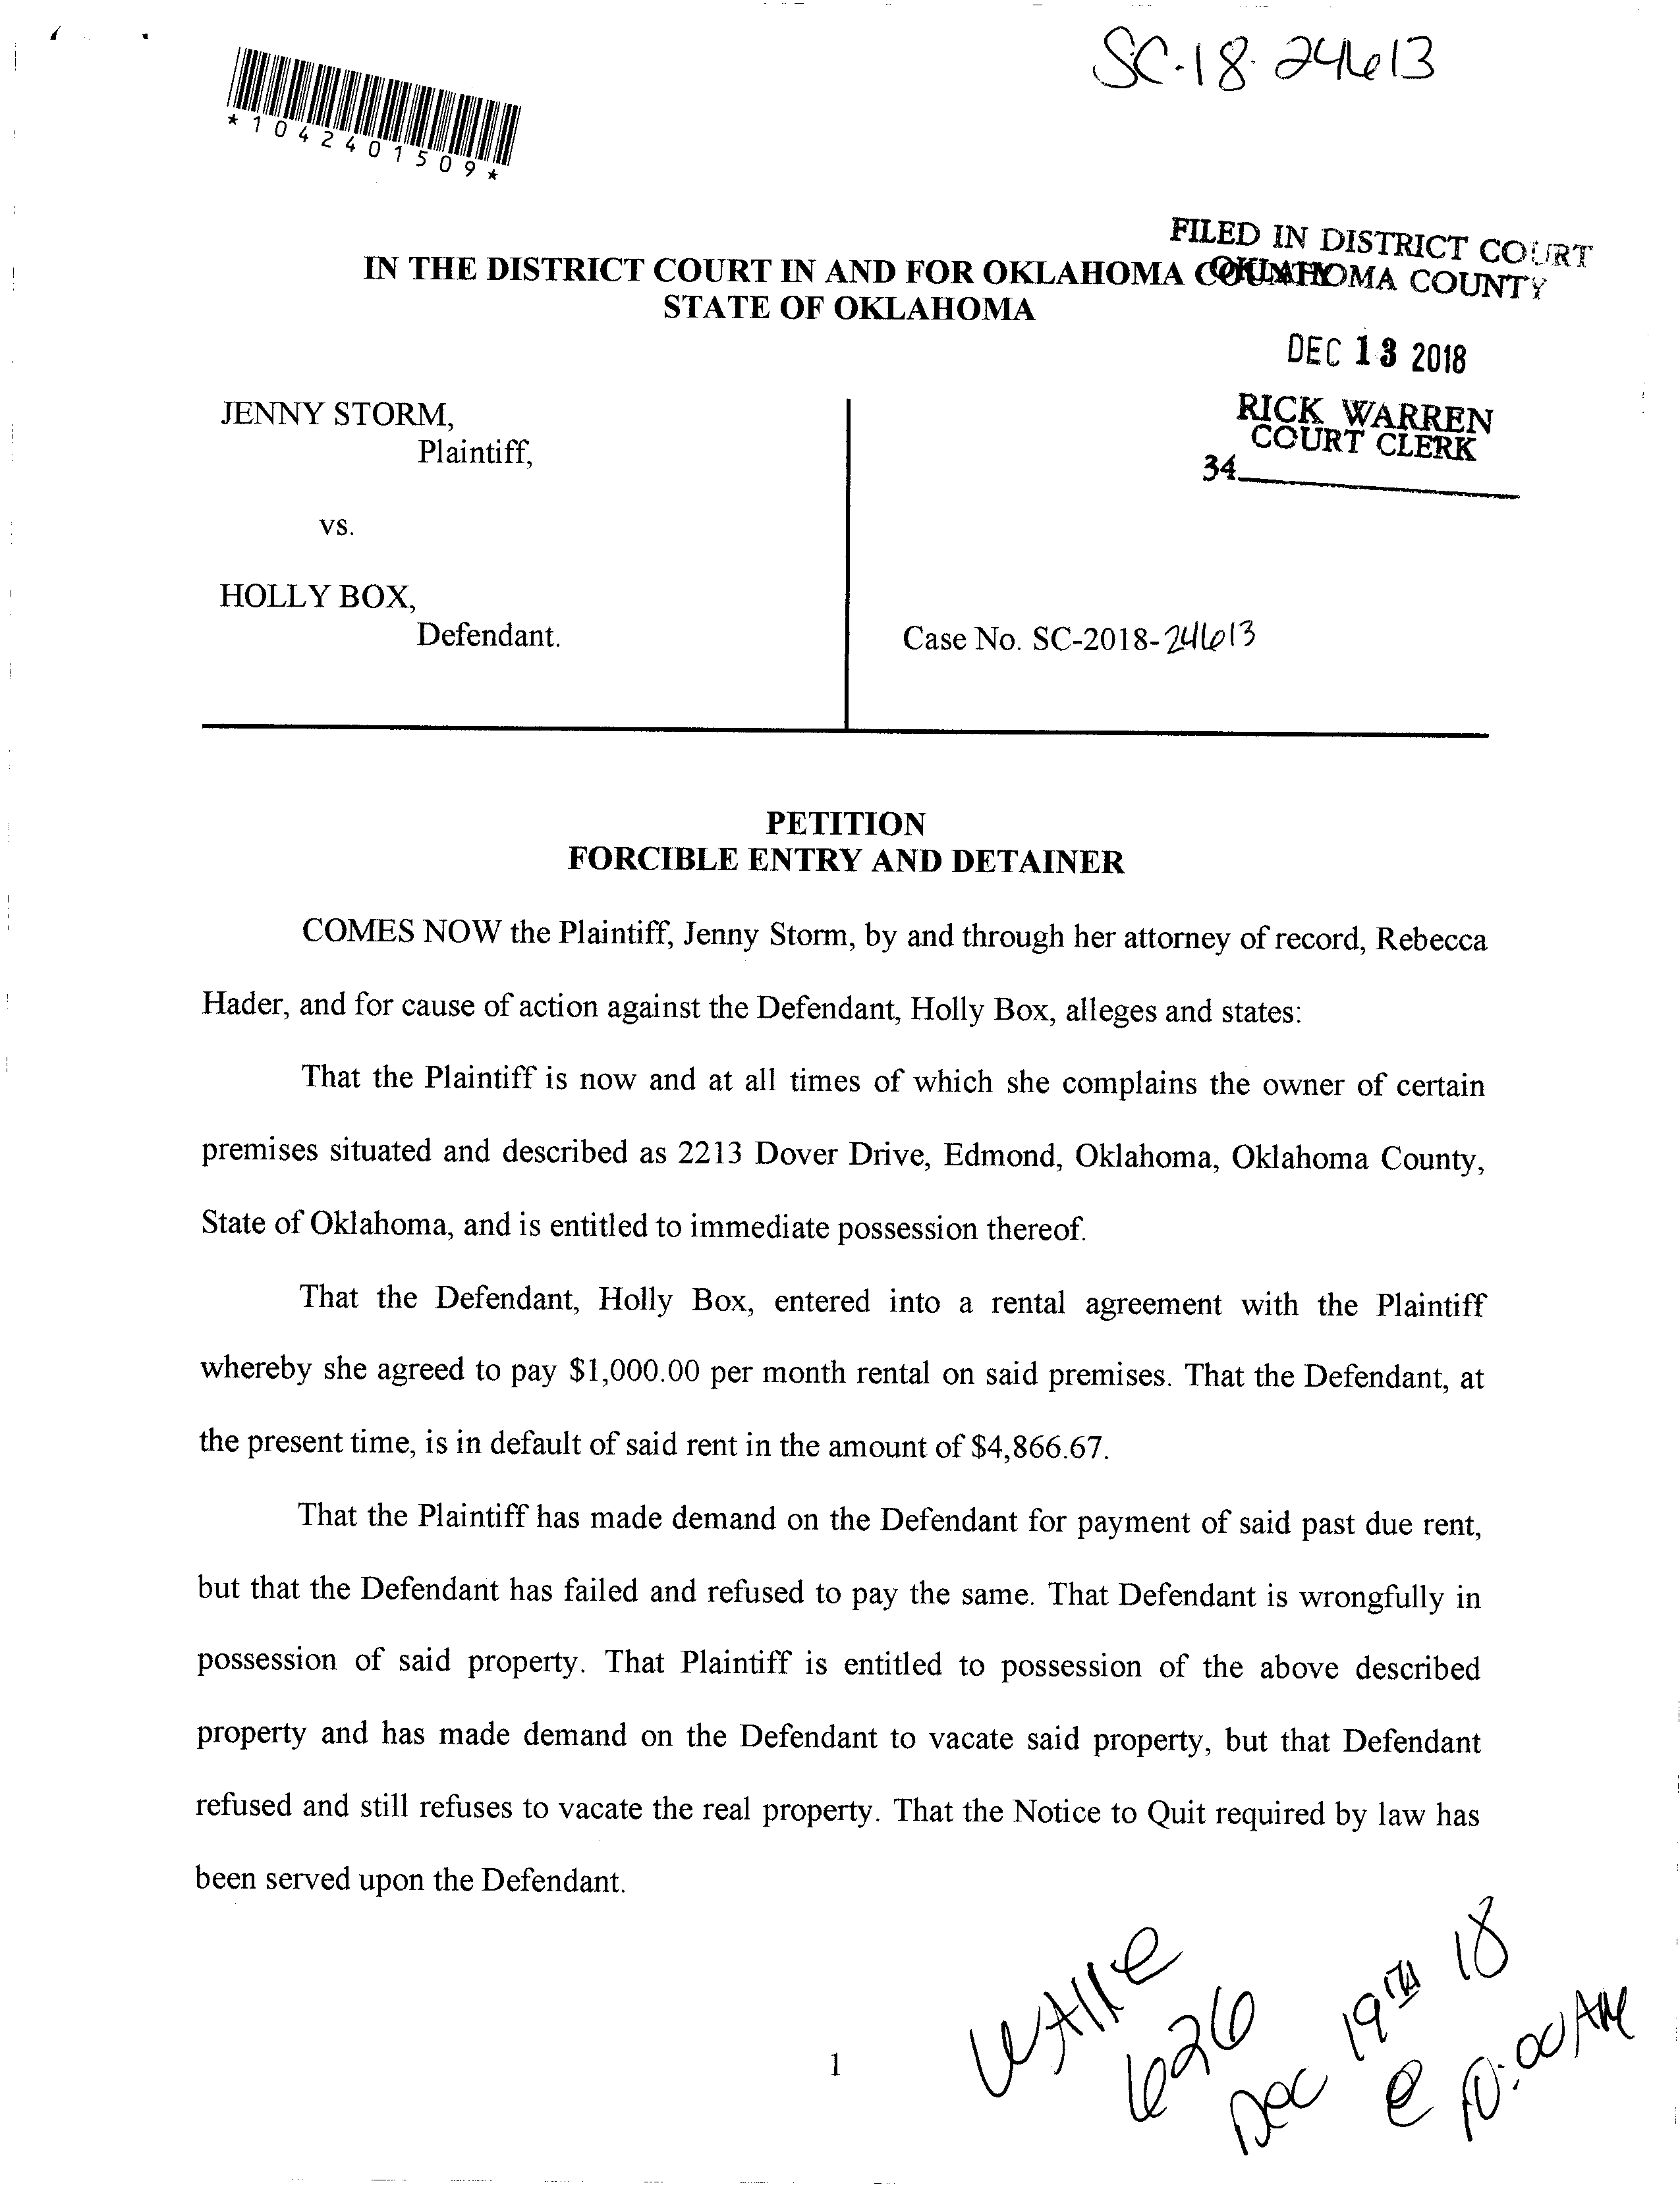 SC-18-24613
*1042401509*
FILED IN DISTRICT COURT
OKLAHOMA COUNTY
IN THE DISTRICT COURT IN AND FOR OKLAHOMA COUNTY
STATE OF OKLAHOMA
DEC 13 2018
RICK WARREN
COURT CLERK
34
JENNY STORM,
Plaintiff,
vs.
HOLLY BOX,
Defendant.
Case No. SC-2018-24613
PETITION
FORCIBLE ENTRY AND DETAINER
COMES NOW the Plaintiff, Jenny Storm, by and through her attorney of record, Rebecca
Hader, and for cause of action against the Defendant, Holly Box, alleges and states:
That the Plaintiff is now and at all times of which she complains the owner of certain
premises situated and described as 2213 Dover Drive, Edmond, Oklahoma, Oklahoma County,
State of Oklahoma, and is entitled to immediate possession thereof.
That the Defendant, Holly Box, entered into a rental agreement with the Plaintiff
whereby she agreed to pay $1,000.00 per month rental on said premises. That the Defendant, at
the present time, is in default of said rent in the amount of $4,866.67.
That the Plaintiff has made demand on the Defendant for payment of said past due rent,
but that the Defendant has failed and refused to pay the same. That Defendant is wrongfully in
possession of said property. That Plaintiff is entitled to possession of the above described
property and has made demand on the Defendant to vacate said property, but that Defendant
refused and still refuses to vacate the real property. That the Notice to Quit required by law has
been served upon the Defendant.
626
Dec 19TH 18
@ 10:00 AM
1